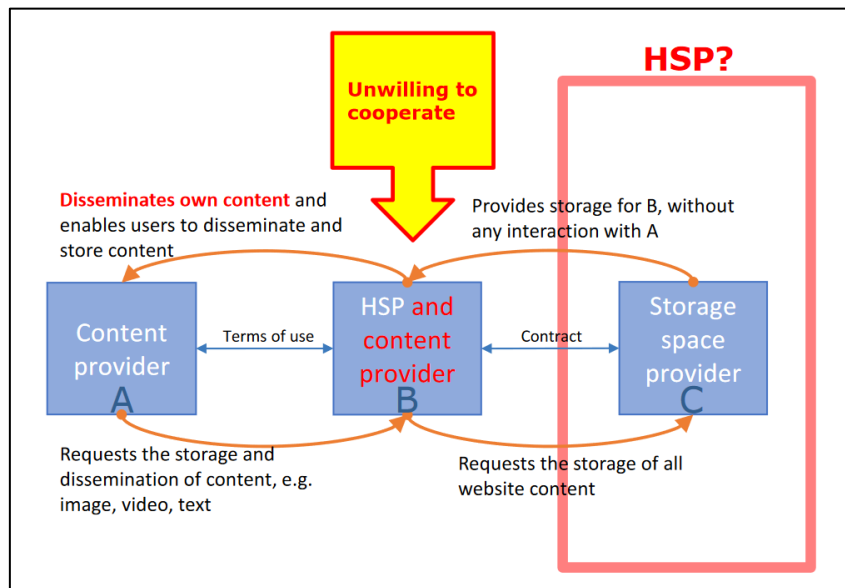 HSP?
Unwilling to
cooperate
Disseminates own content and
enables users to disseminate and
store content
Provides storage for B, without
any interaction with A
Content
provider
A
Terms of use
HSP and
content
provider
B
Contract
Storage
space
provider
C
Requests the storage and
dissemination of content, e.g.
image, video, text
Requests the storage of all
website content